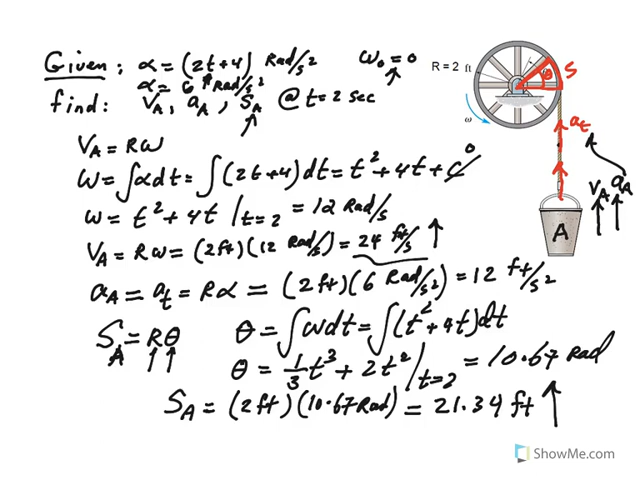 Given: α = (2t+4) Rad/s² ω₀ = 0
α = 6 Rad/s²
find: V_A, a_A, S_A @ t = 2 sec
V_A = Rω
ω = ∫αdt = ∫(2t+4)dt = t² + 4t + C 0
ω = t² + 4t |t=2 = 12 Rad/s
V_A = Rω = (2ft)(12 Rad/s) = 24 ft/s ↑
a_A = a_t = Rα = (2ft)(6 Rad/s²) = 12 ft/s²
S_A = Rθ θ = ∫ωdt = ∫(t² + 4t)dt
θ = 1/3 t³ + 2t² |t=2 = 10.67 Rad
S_A = (2ft)(10.67 Rad) = 21.34 ft ↑
R = 2 ft
θ
S
ω
a_t
V_A a_A
A
ShowMe.com